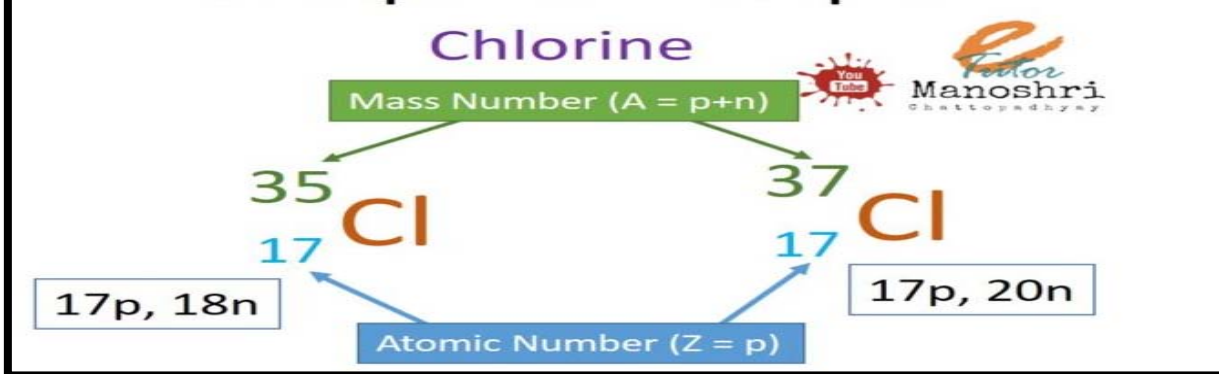 Chlorine
Mass Number (A = p+n)
You
Tube
Tutor
Manoshri
Chattopadhyay
35
17
Cl
37
17
Cl
17p, 18n
17p, 20n
Atomic Number (Z = p)